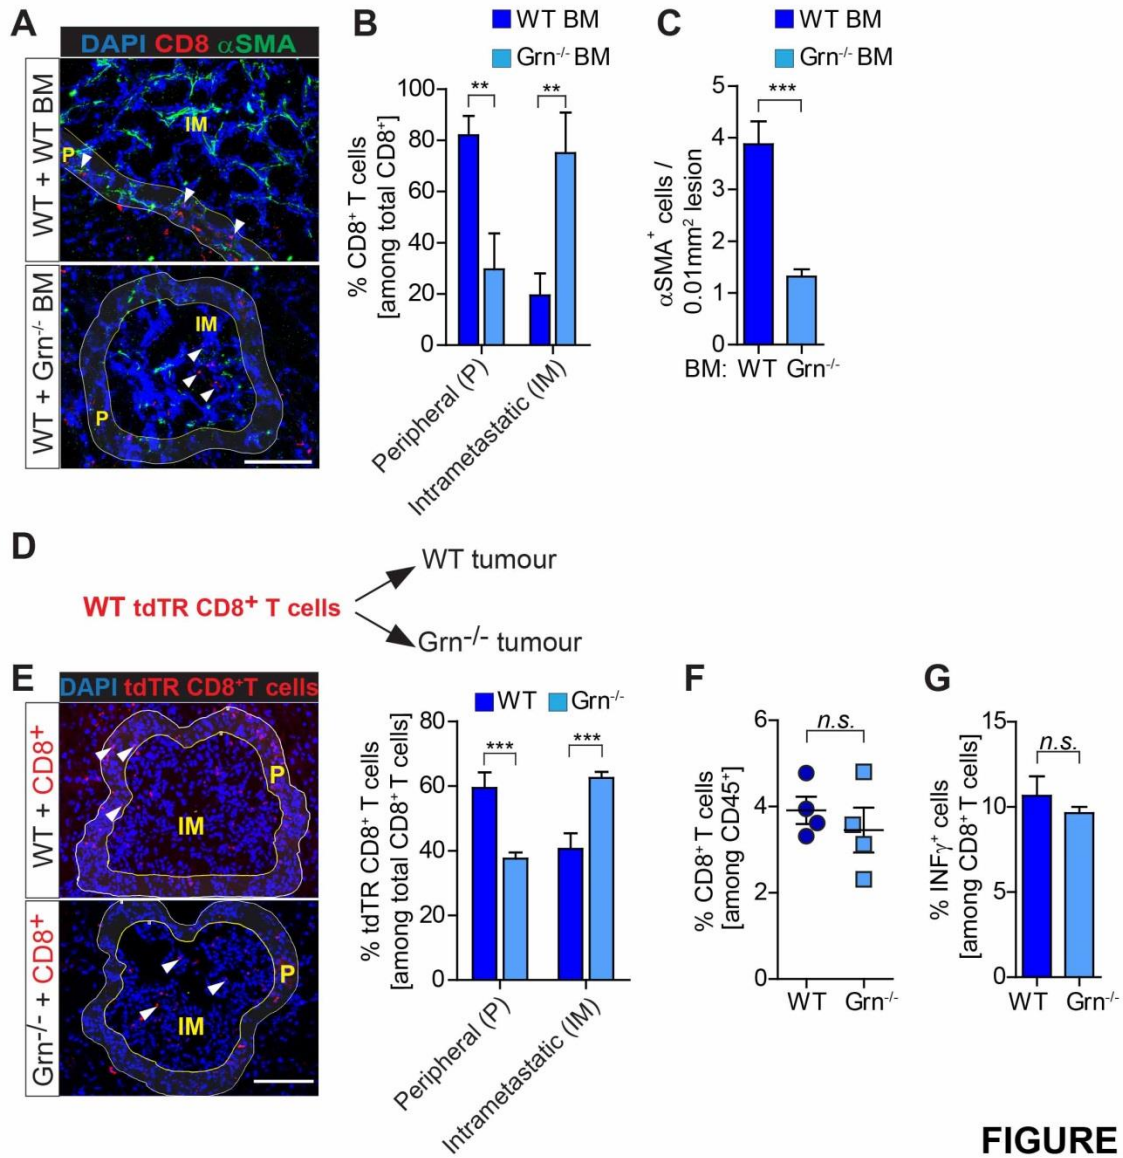 A
DAPI CD8 αSMA
WT + WT BM
IM
P
WT + Grn-/- BM
IM
P
B
WT BM
Grn-/- BM
% CD8+ T cells
[among total CD8+]
100
80
60
40
20
0
**
**
Peripheral (P)
Intrametastatic (IM)
C
WT BM
Grn-/- BM
αSMA+ cells /
0.01mm² lesion
5
4
3
2
1
0
***
BM: WT Grn-/-
D
WT tdTR CD8+ T cells
WT tumour
Grn-/- tumour
E
DAPI tdTR CD8+T cells
WT + CD8+
P
IM
Grn-/- + CD8+
P
IM
WT Grn-/-
% tdTR CD8+ T cells
[among total CD8+ T cells]
80
60
40
20
0
***
***
Peripheral (P)
Intrametastatic (IM)
F
% CD8+ T cells
[among CD45+]
6
4
2
0
n.s.
WT Grn-/-
G
% INFγ+ cells
[among CD8+ T cells]
15
10
5
0
n.s.
WT Grn-/-
FIGURE